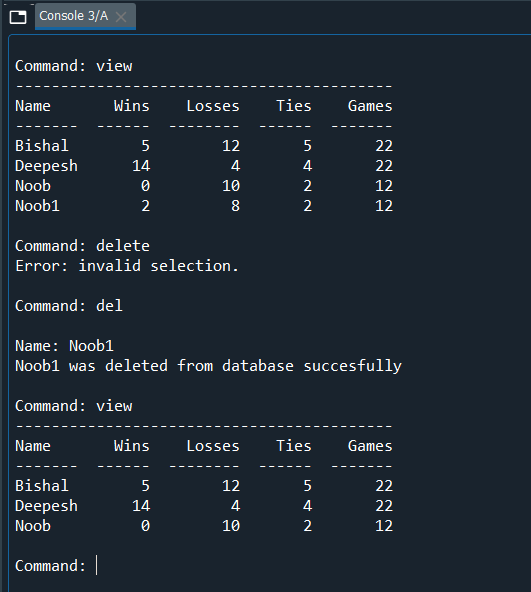 Console 3/A
Command: view
------------------------------------------
Name       Wins    Losses    Ties    Games
-------  ------  --------  ------  -------
Bishal        5        12       5       22
Deepesh      14         4       4       22
Noob          0        10       2       12
Noob1         2         8       2       12
Command: delete
Error: invalid selection.
Command: del
Name: Noob1
Noob1 was deleted from database succesfully
Command: view
------------------------------------------
Name       Wins    Losses    Ties    Games
-------  ------  --------  ------  -------
Bishal        5        12       5       22
Deepesh      14         4       4       22
Noob          0        10       2       12
Command: